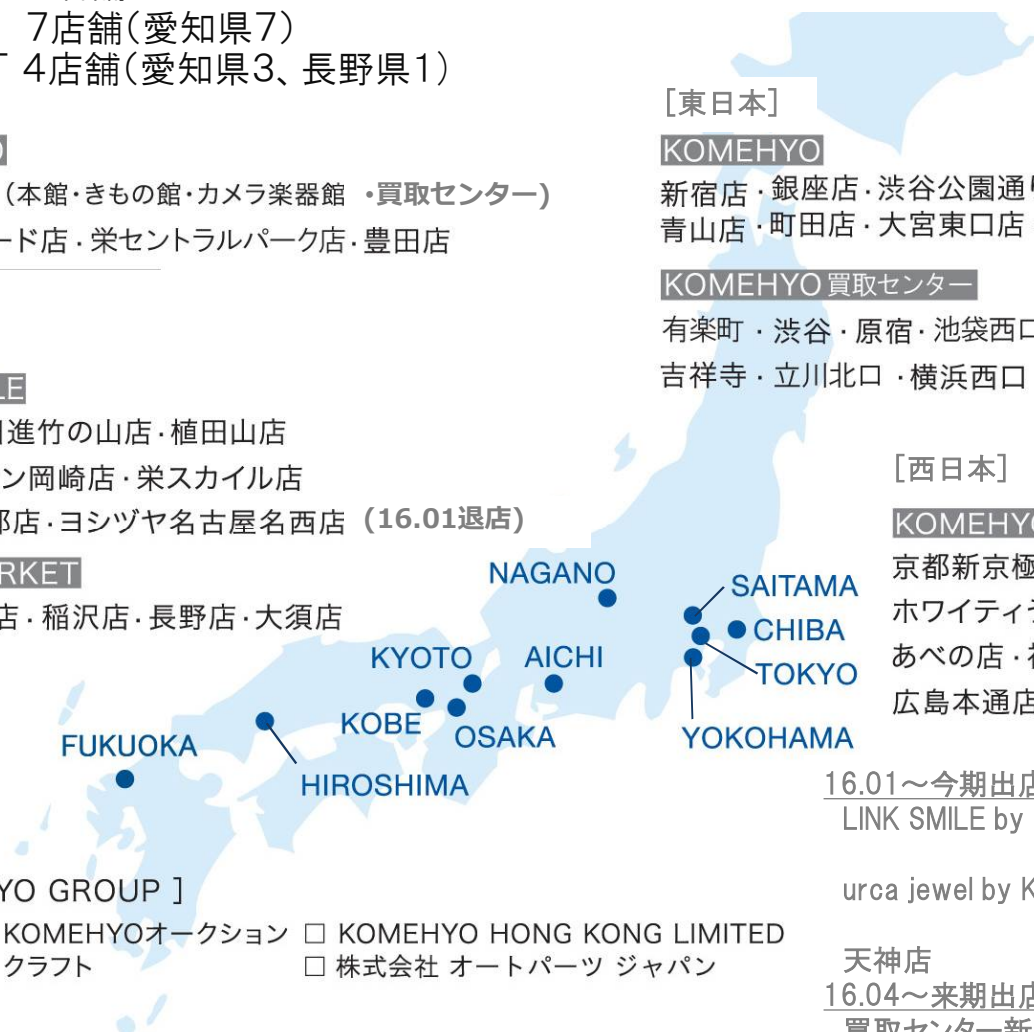 7店舗(愛知県7)
4店舗(愛知県3、長野県1)
(本館・きもの館・カメラ楽器館 ・買取センター)
ード店・栄セントラルパーク店・豊田店
LE
進竹の山店・植田山店
ン岡崎店・栄スカイル店
店・ヨシヅヤ名古屋名西店 (16.01退店)
RKET
店・稲沢店・長野店・大須店
[東日本]
KOMEHYO
新宿店・銀座店・渋谷公園通り
青山店・町田店・大宮東口店
KOMEHYO買取センター
有楽町・渋谷・原宿・池袋西口
吉祥寺・立川北口・横浜西口
[西日本]
KOMEHYO
京都新京極
ホワイティ
あべの店・
広島本通店
NAGANO
SAITAMA
CHIBA
TOKYO
YOKOHAMA
KYOTO
AICHI
KOBE
OSAKA
FUKUOKA
HIROSHIMA
16.01～今期出店
LINK SMILE by
urca jewel by K
天神店
16.04～来期出店
買取センター新
YO GROUP ]
KOMEHYOオークション □ KOMEHYO HONG KONG LIMITED
クラフト □ 株式会社 オートパーツ ジャパン